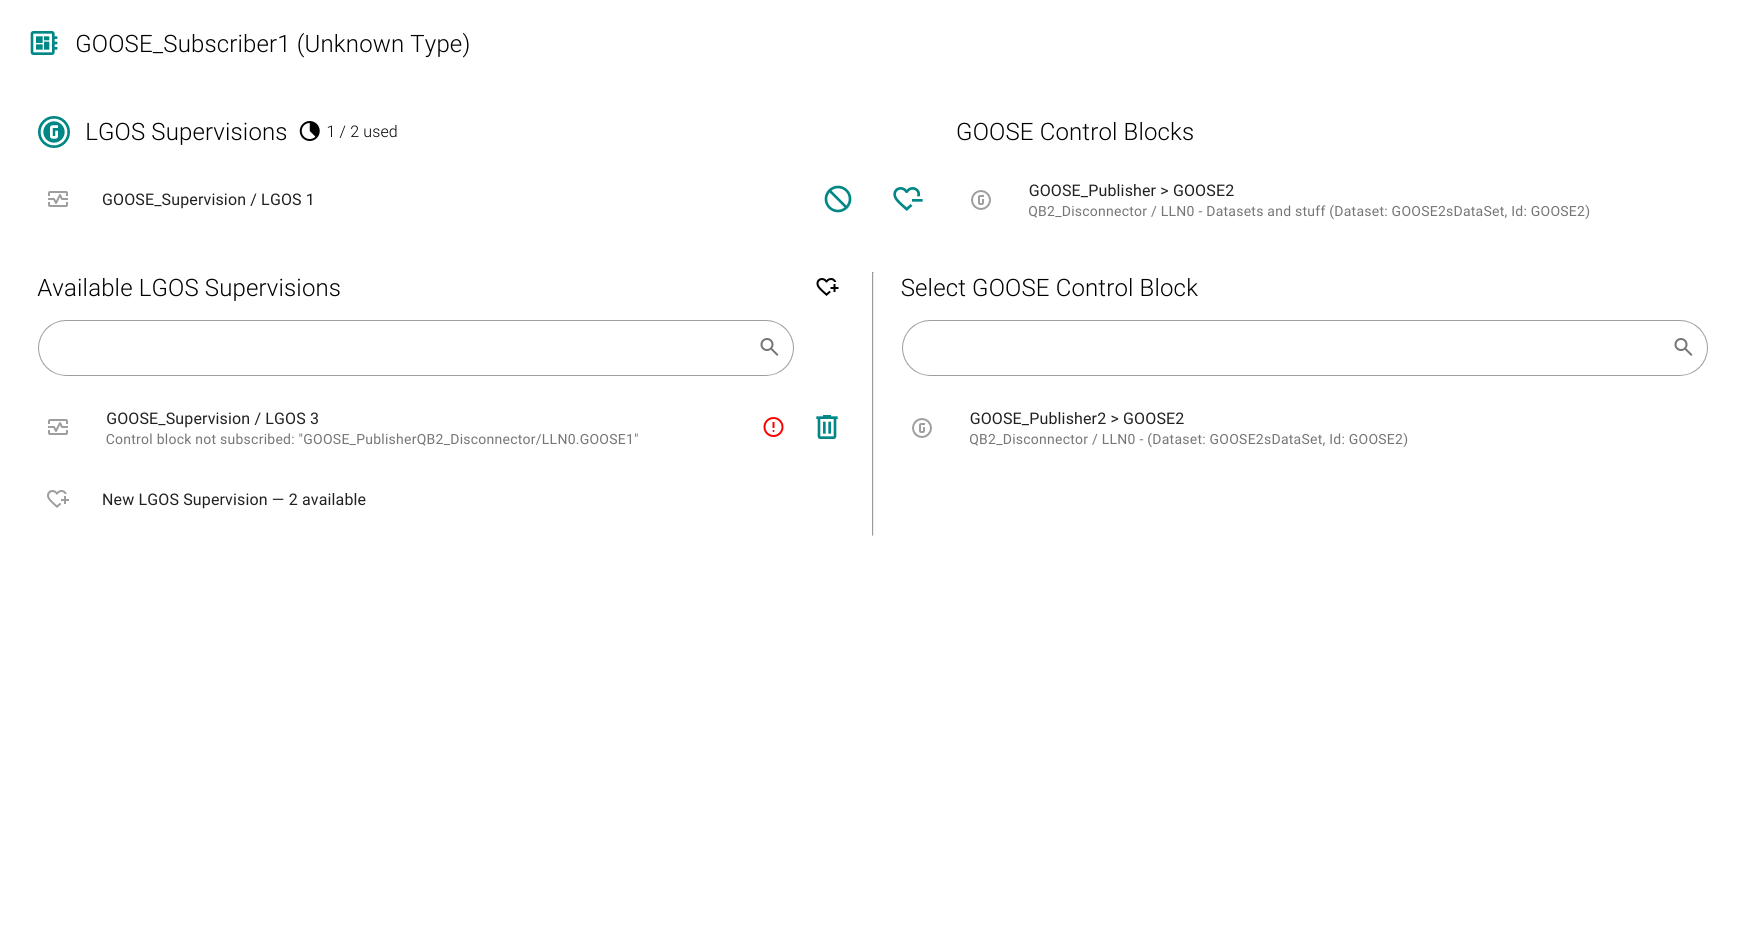 GOOSE_Subscriber1 (Unknown Type)
LGOS Supervisions 1 / 2 used
GOOSE Control Blocks
GOOSE_Supervision / LGOS 1
GOOSE_Publisher > GOOSE2
QB2_Disconnector / LLN0 - Datasets and stuff (Dataset: GOOSE2sDataSet, Id: GOOSE2)
Available LGOS Supervisions
Select GOOSE Control Block
GOOSE_Supervision / LGOS 3
Control block not subscribed: "GOOSE_PublisherQB2_Disconnector/LLN0.GOOSE1"
GOOSE_Publisher2 > GOOSE2
QB2_Disconnector / LLN0 - (Dataset: GOOSE2sDataSet, Id: GOOSE2)
New LGOS Supervision — 2 available